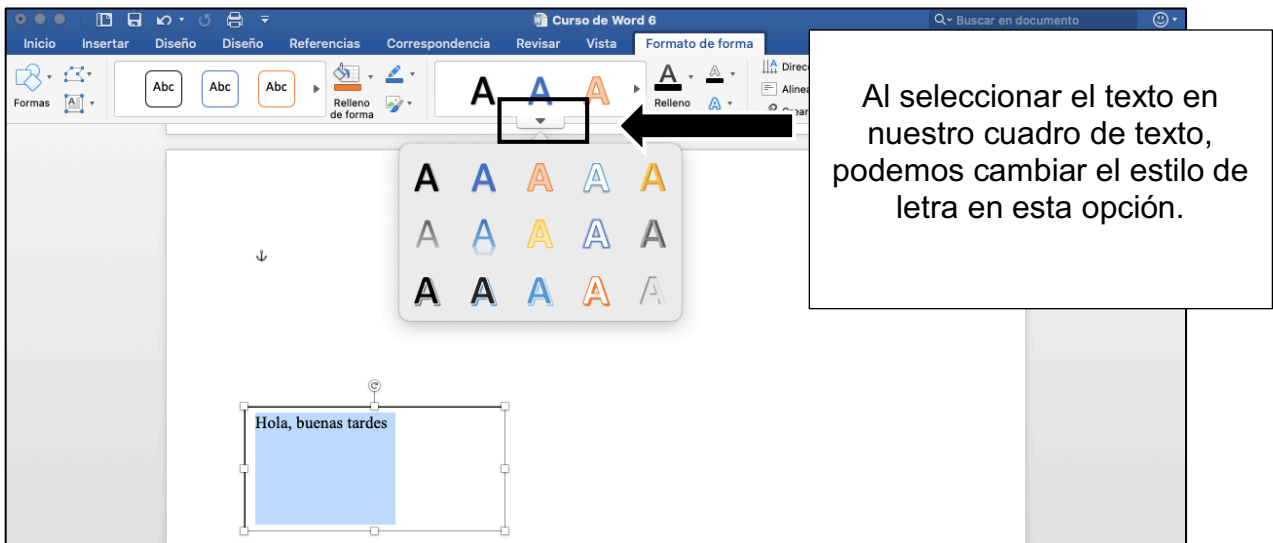 Curso de Word 6
Buscar en documento
Inicio Insertar Diseño Diseño Referencias Correspondencia Revisar Vista Formato de forma
Formas
Abc Abc Abc
Relleno
de forma
A A A
A
Relleno
A
A
Direc
Alinea
Al seleccionar el texto en
nuestro cuadro de texto,
podemos cambiar el estilo de
letra en esta opción.
A A A A A
A A A A A
A A A A A
Hola, buenas tardes